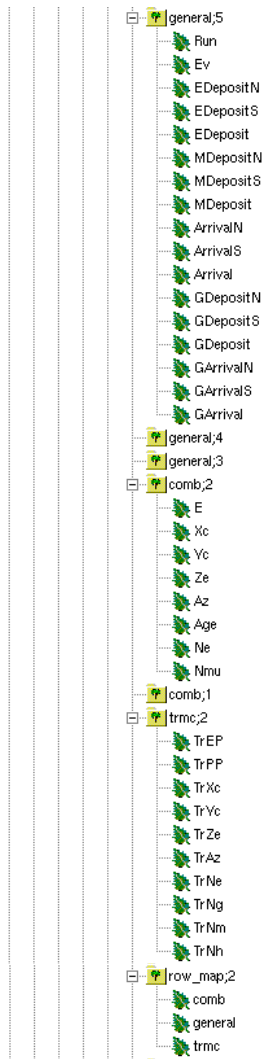 general;5
Run
Ev
EDepositN
EDepositS
EDeposit
MDepositN
MDepositS
MDeposit
ArrivalN
ArrivalS
Arrival
GDepositN
GDepositS
GDeposit
GArrivalN
GArrivalS
GArrival
general;4
general;3
comb;2
E
Xc
Yc
Ze
Az
Age
Ne
Nmu
comb;1
trmc;2
TrEP
TrPP
TrXc
TrYc
TrZe
TrAz
TrNe
TrNg
TrNm
TrNh
row_map;2
comb
general
trmc